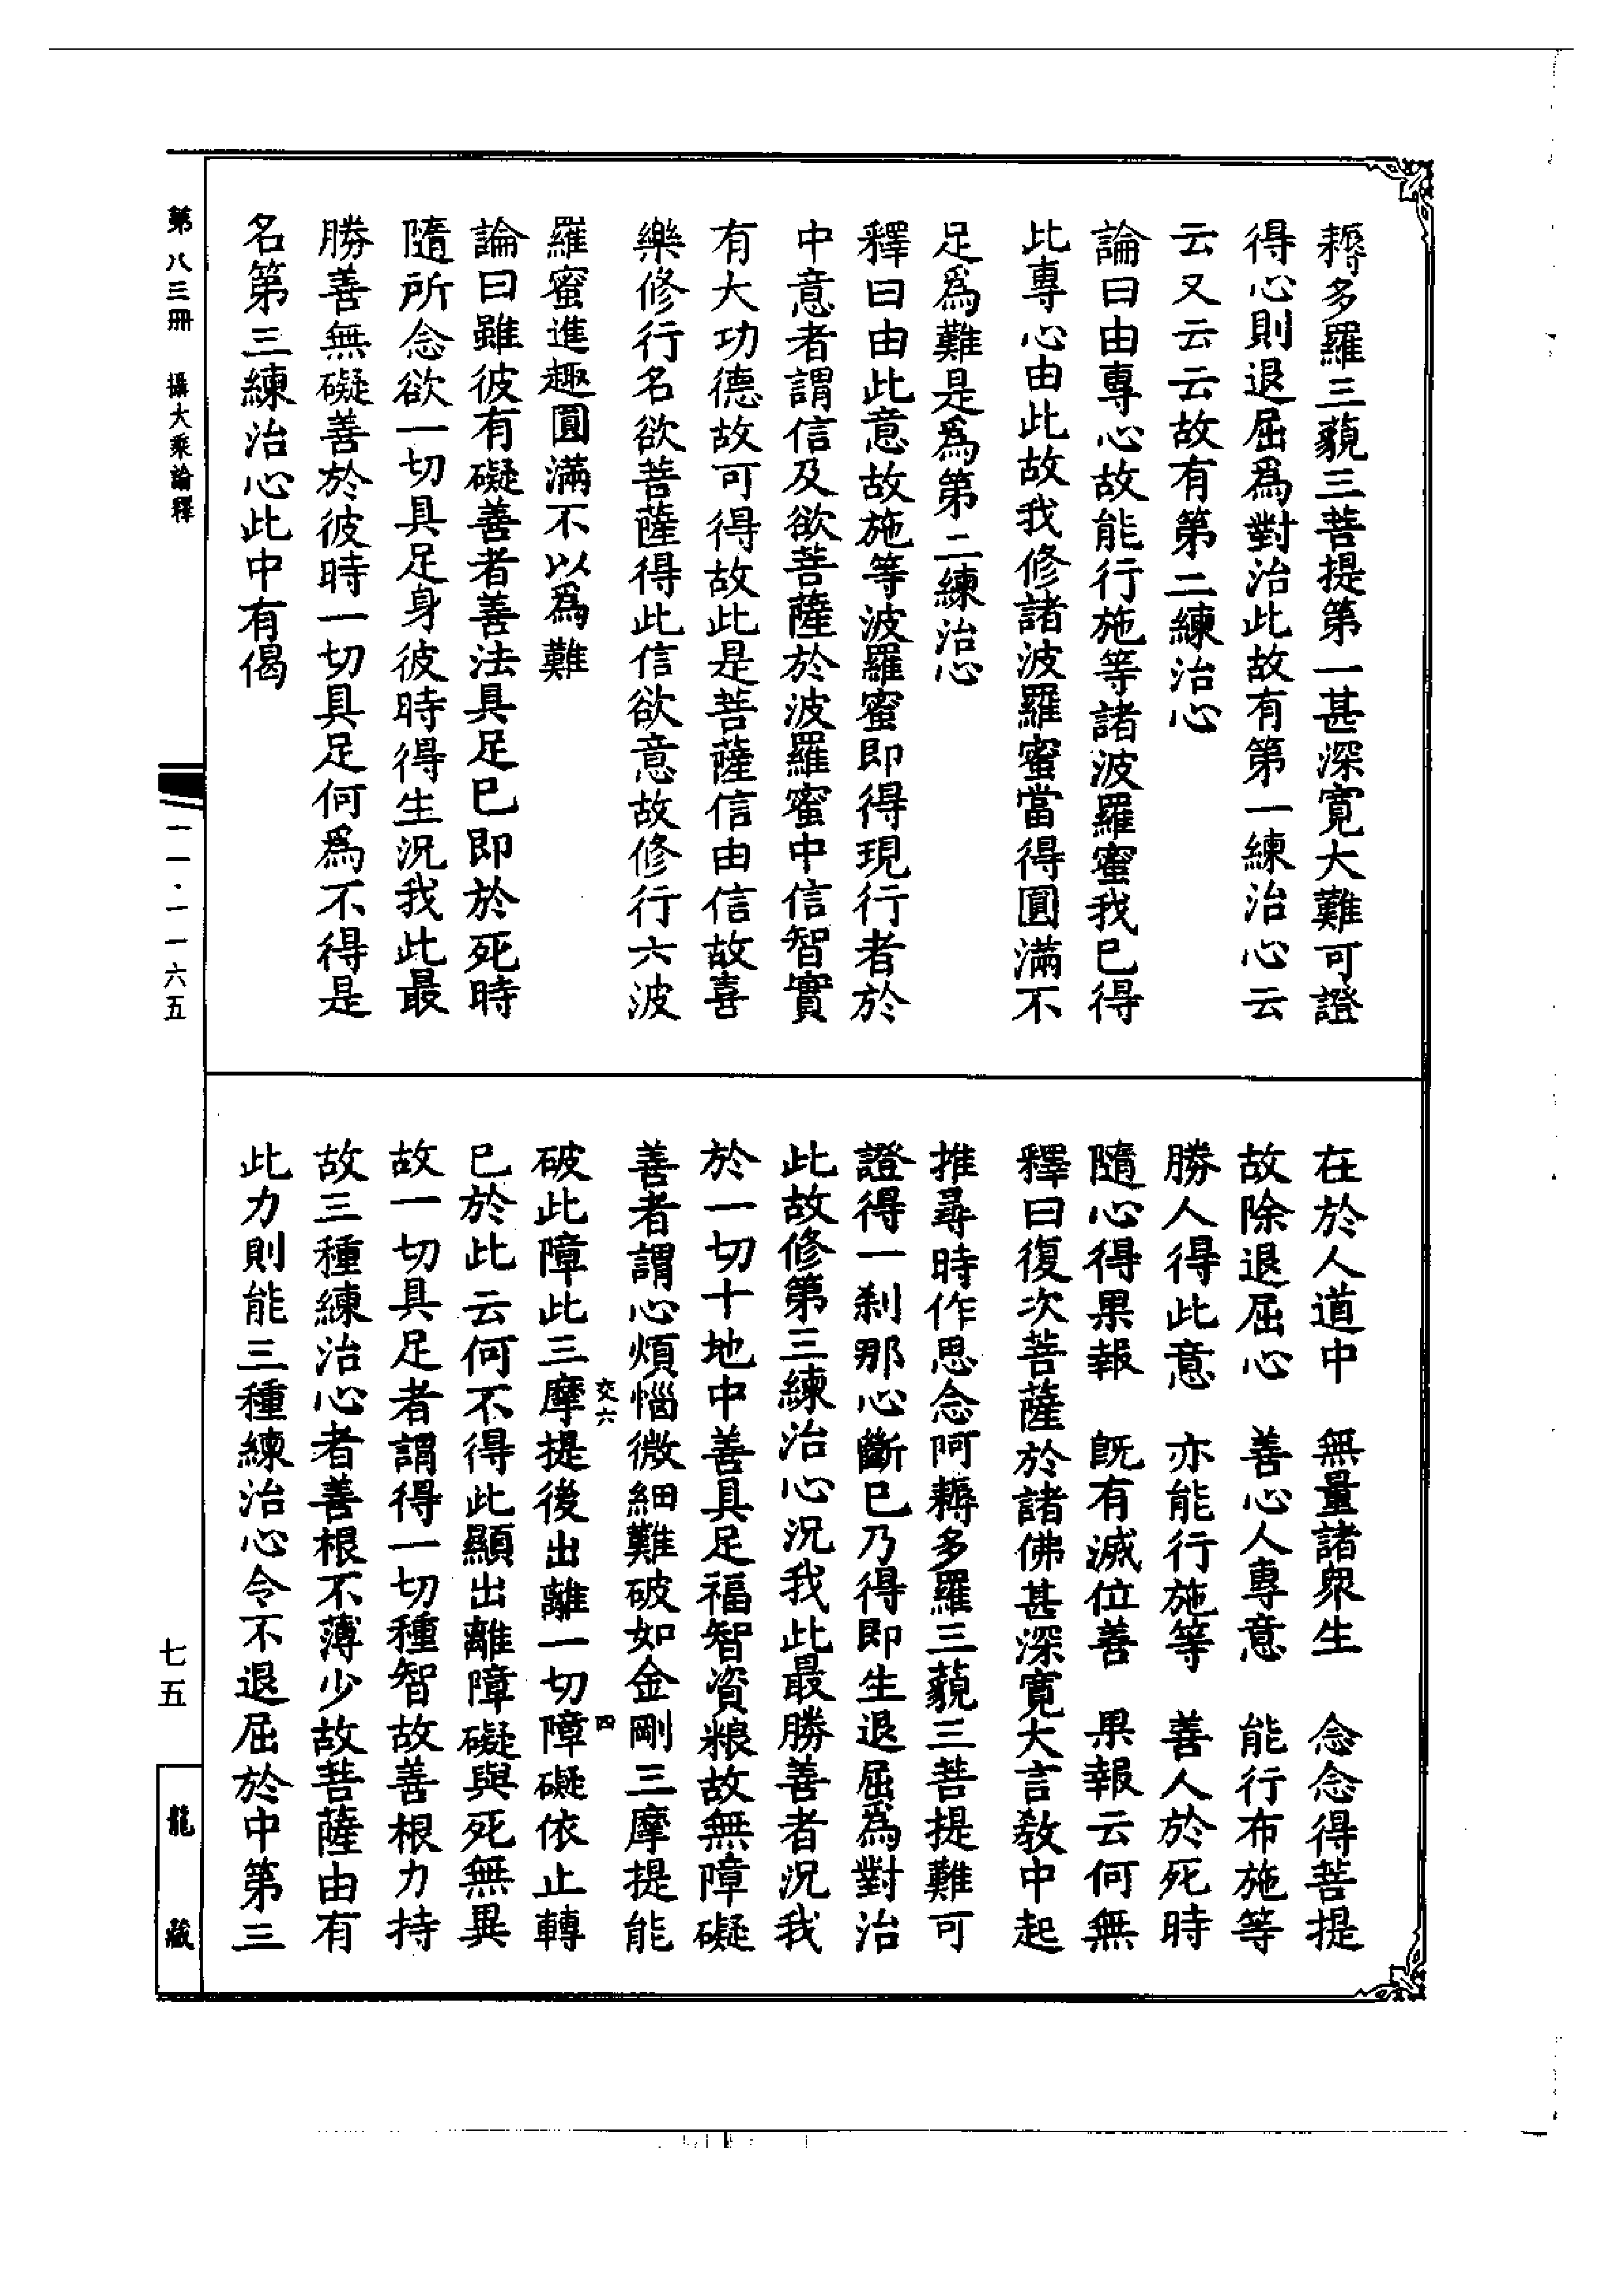 耨多羅三藐三菩提第一甚深寛大難可證
得心則退屈爲對治此故有第一練治心云
云又云云故有第二練治心
論曰由專心故能行施等諸波羅蜜我已得
此專心由此故我修諸波羅蜜當得圓滿不
足爲難是爲第二練治心
釋曰由此意故施等波羅蜜即得現行者於
中意者謂信及欲菩薩於波羅蜜中信智實
有大功德故可得故此是菩薩信由信故喜
樂修行名欲菩薩得此信欲意故修行六波
羅蜜進趣圓滿不以爲難
論曰雖彼有礙善者善法具足已即於死時
隨所念欲一切具足身彼時得生況我此最
勝善無礙善於彼時一切具足何爲不得是
名第三練治心此中有偈
在於人道中　無量諸衆生　念念得菩提
故除退屈心　善心人專意　能行布施等
勝人得此意　亦能行施等　善人於死時
隨心得果報　既有滅位善　果報云何無
釋曰復次菩薩於諸佛甚深寛大言教中起
推尋時作思念阿耨多羅三藐三菩提難可
證得一刹那心斷已乃得即生退屈爲對治
此故修第三練治心況我此最勝善者況我
於一切十地中善具足福智資粮故無障礙
善者謂心煩惱微細難破如金剛三摩提能
交六　四
破此障此三摩提後出離一切障礙依止轉
已於此云何不得此顯出離障礙與死無異
故一切具足者謂得一切種智故善根力持
故三種練治心者善根不薄少故菩薩由有
此力則能三種練治心令不退屈於中第三
第八三冊　攝大乘論釋
一一·一一六五
七五
龍藏